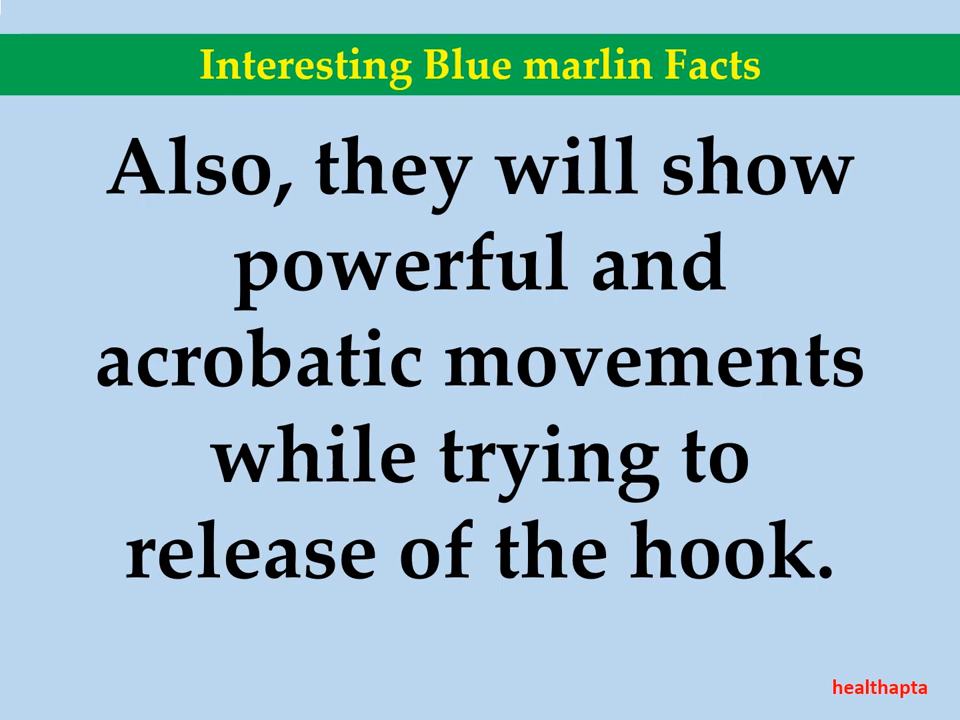 Interesting Blue marlin Facts
Also, they will show
powerful and
acrobatic movements
while trying to
release of the hook.
healthapta